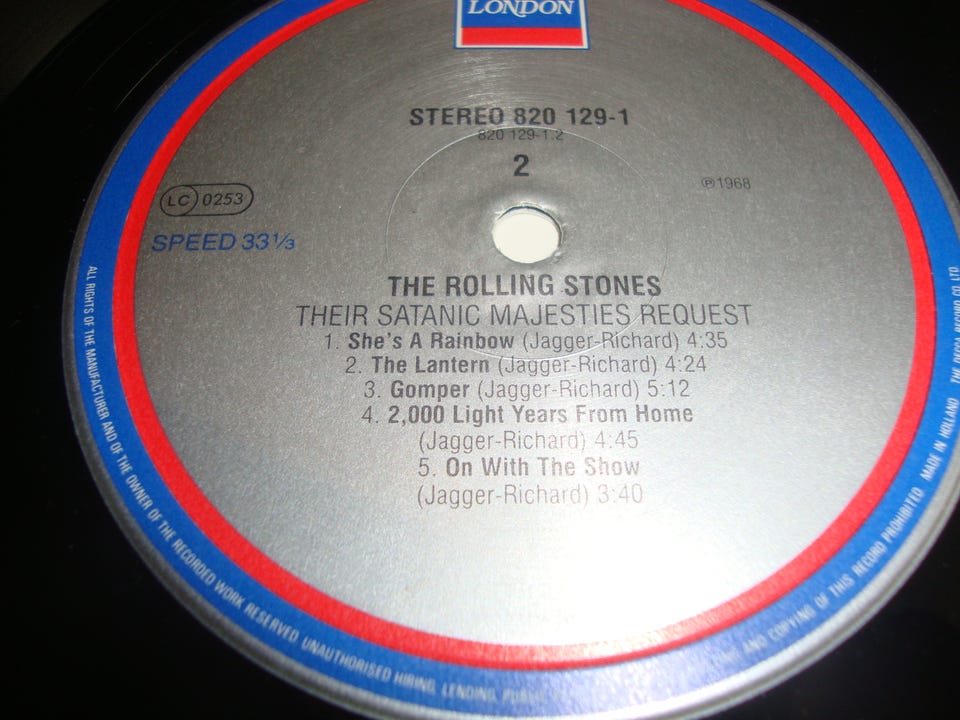 LONDON
STEREO 820 129-1
820 129-1.2
2
℗1968
LC 0253
SPEED 33⅓
THE ROLLING STONES
THEIR SATANIC MAJESTIES REQUEST
1. She's A Rainbow (Jagger-Richard) 4:35
2. The Lantern (Jagger-Richard) 4:24
3. Gomper (Jagger-Richard) 5:12
4. 2,000 Light Years From Home
(Jagger-Richard) 4:45
5. On With The Show
(Jagger-Richard) 3:40
ALL RIGHTS OF THE MANUFACTURER AND OF THE OWNER OF THE RECORDED WORK RESERVED UNAUTHORISED HIRING, LENDING, AND COPYING OF THIS RECORD PROHIBITED MADE IN HOLLAND THE DECCA RECORD CO LTD